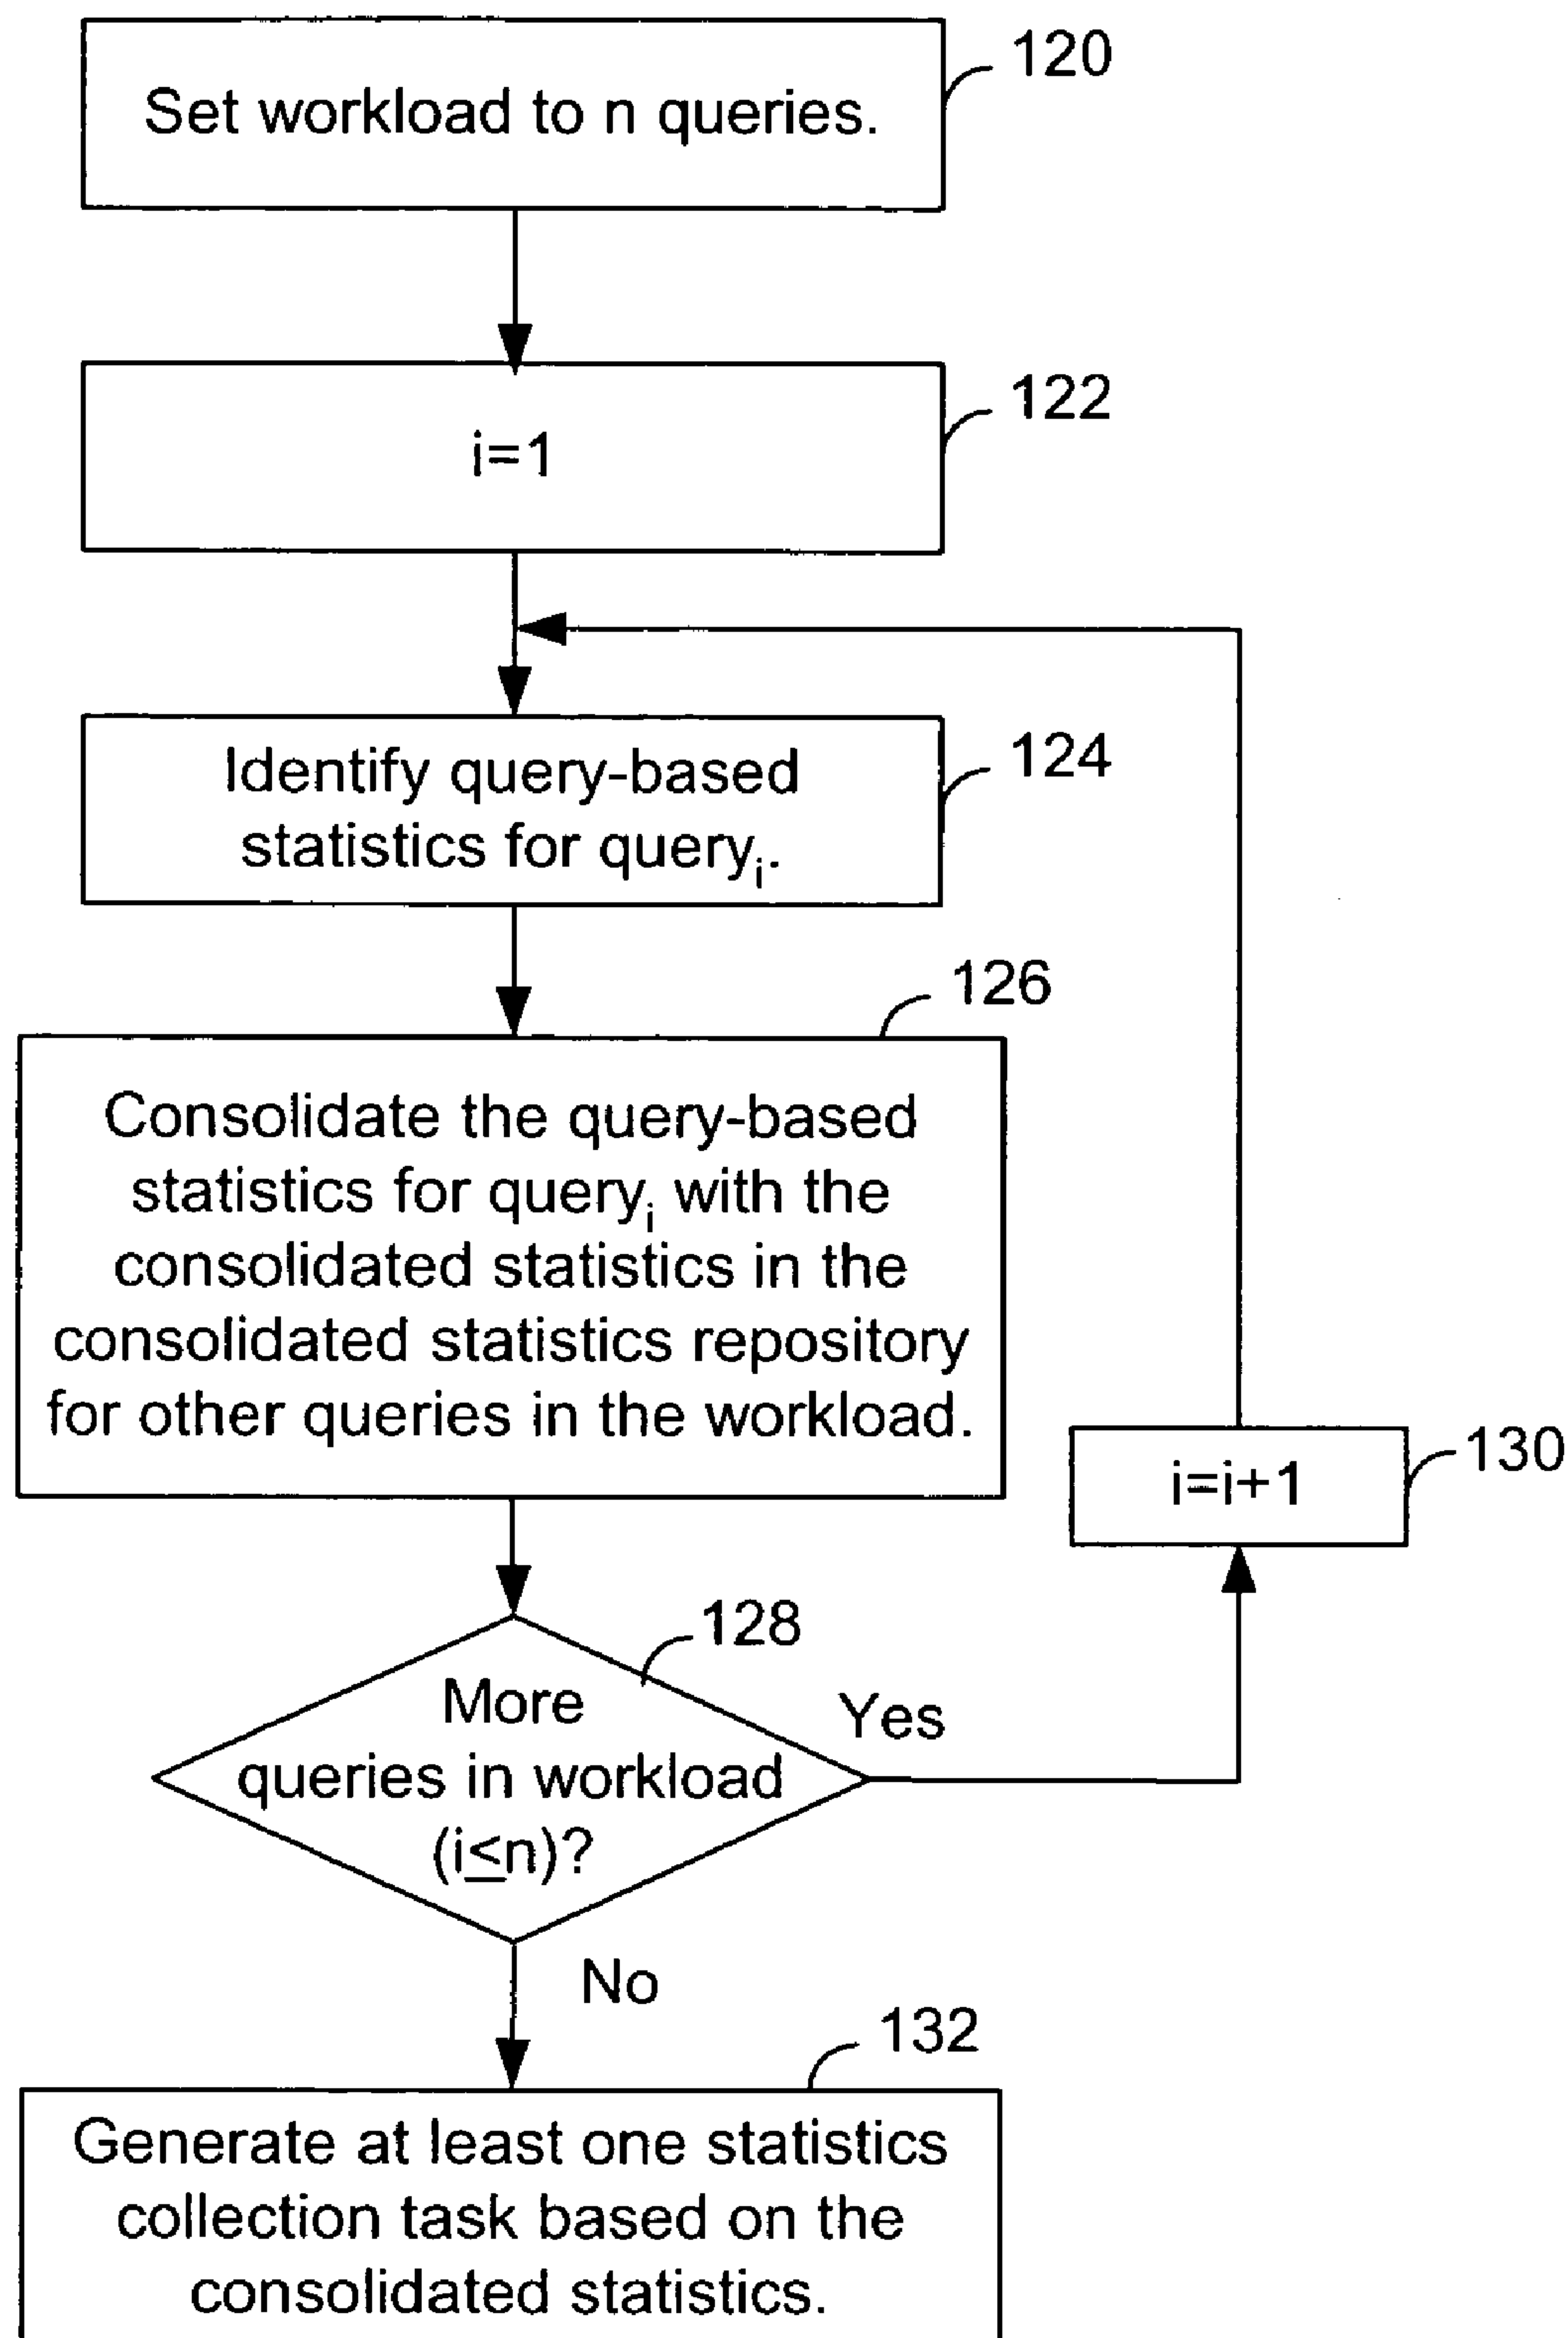 120
Set workload to n queries.
122
i=1
124
Identify query-based
statistics for queryᵢ.
126
Consolidate the query-based
statistics for queryᵢ with the
consolidated statistics in the
consolidated statistics repository
for other queries in the workload.
130
i=i+1
128
More
queries in workload
(i≤n)?
Yes
No
132
Generate at least one statistics
collection task based on the
consolidated statistics.